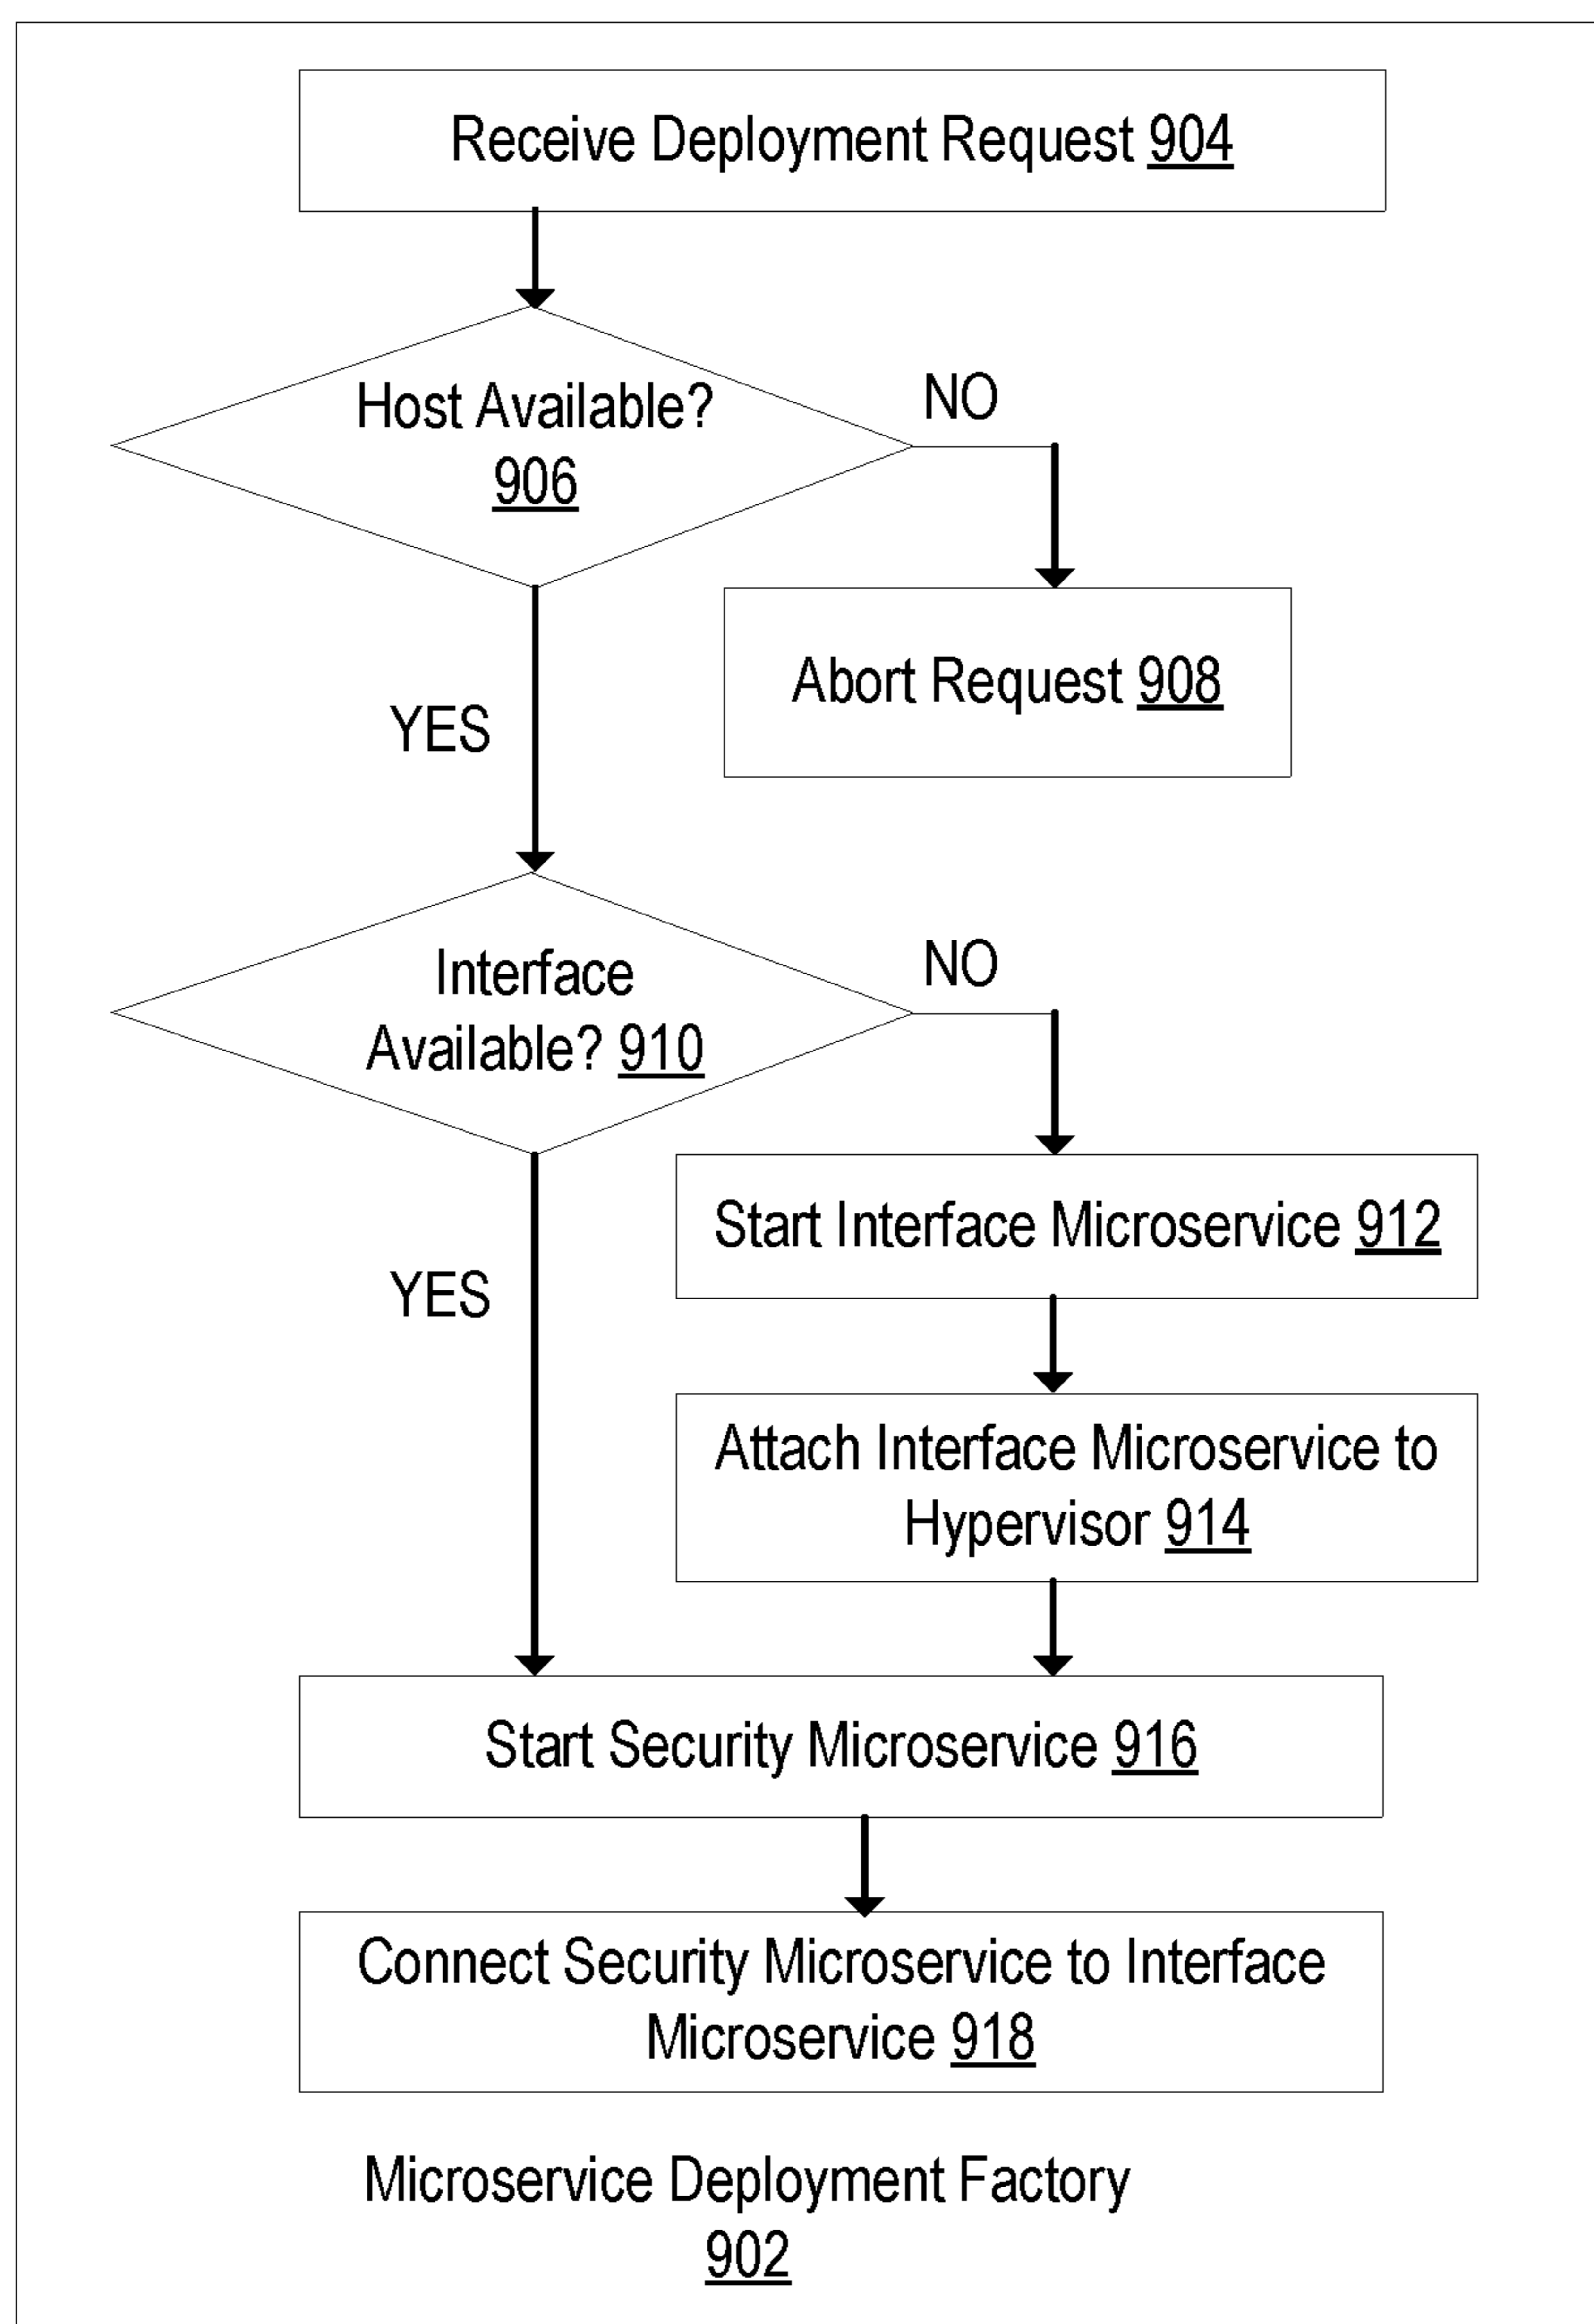 Receive Deployment Request 904
Host Available?
906
NO
Abort Request 908
YES
Interface
Available? 910
NO
Start Interface Microservice 912
YES
Attach Interface Microservice to
Hypervisor 914
Start Security Microservice 916
Connect Security Microservice to Interface
Microservice 918
Microservice Deployment Factory
902